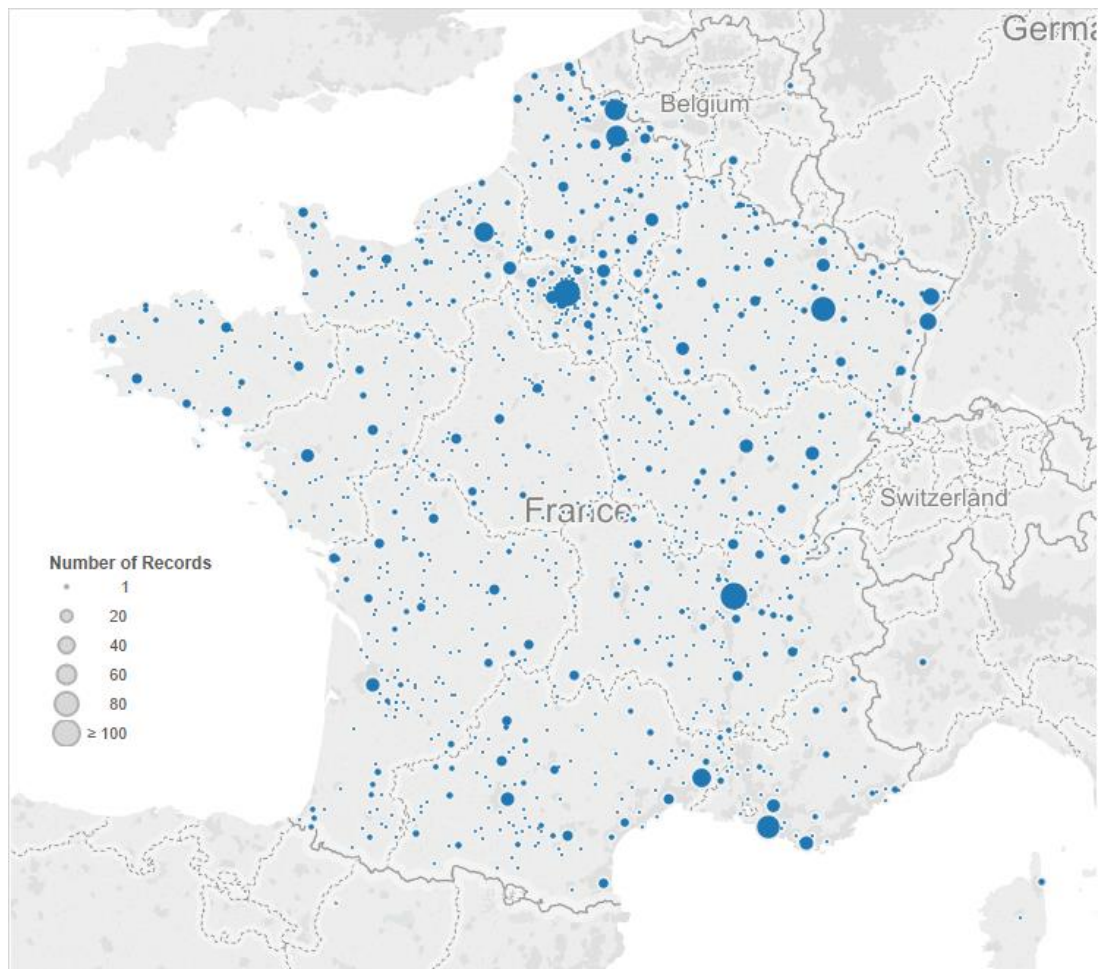 Germa
Belgium
France
Switzerland
Number of Records
1
20
40
60
80
≥ 100